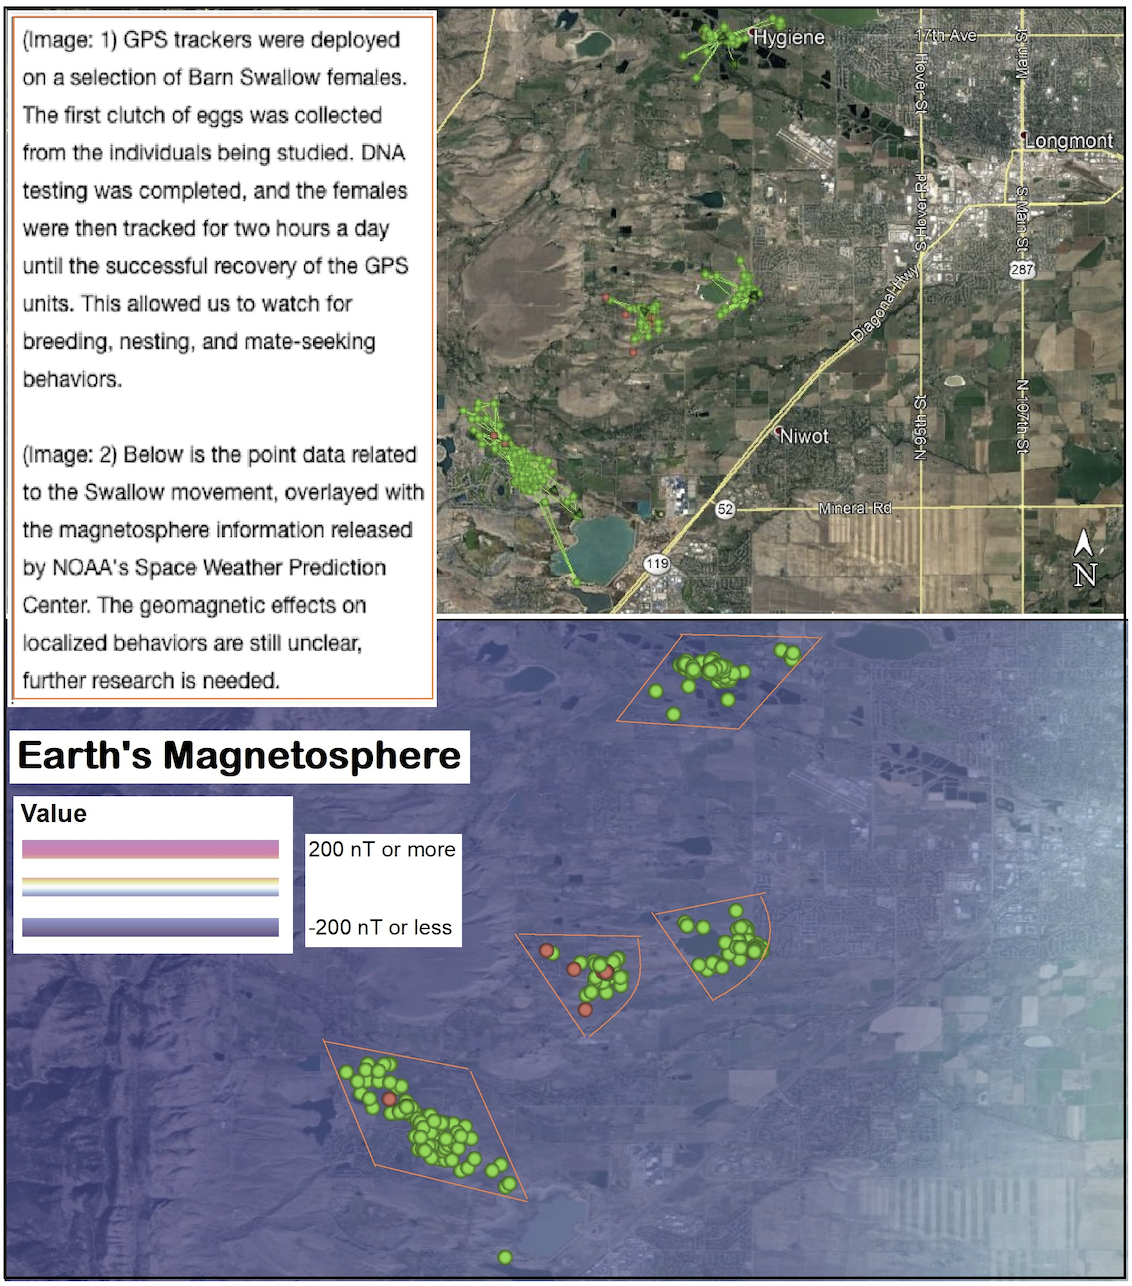 (Image: 1) GPS trackers were deployed
on a selection of Barn Swallow females.
The first clutch of eggs was collected
from the individuals being studied. DNA
testing was completed, and the females
were then tracked for two hours a day
until the successful recovery of the GPS
units. This allowed us to watch for
breeding, nesting, and mate-seeking
behaviors.
(Image: 2) Below is the point data related
to the Swallow movement, overlayed with
the magnetosphere information released
by NOAA's Space Weather Prediction
Center. The geomagnetic effects on
localized behaviors are still unclear,
further research is needed.
Hygiene
17th Ave
Hover St
Main St
Longmont
S Hover Rd
S Main St
287
Diagonal Hwy
N 95th St
N 107th St
Niwot
52
Mineral Rd
119
N
Earth's Magnetosphere
Value
200 nT or more
-200 nT or less